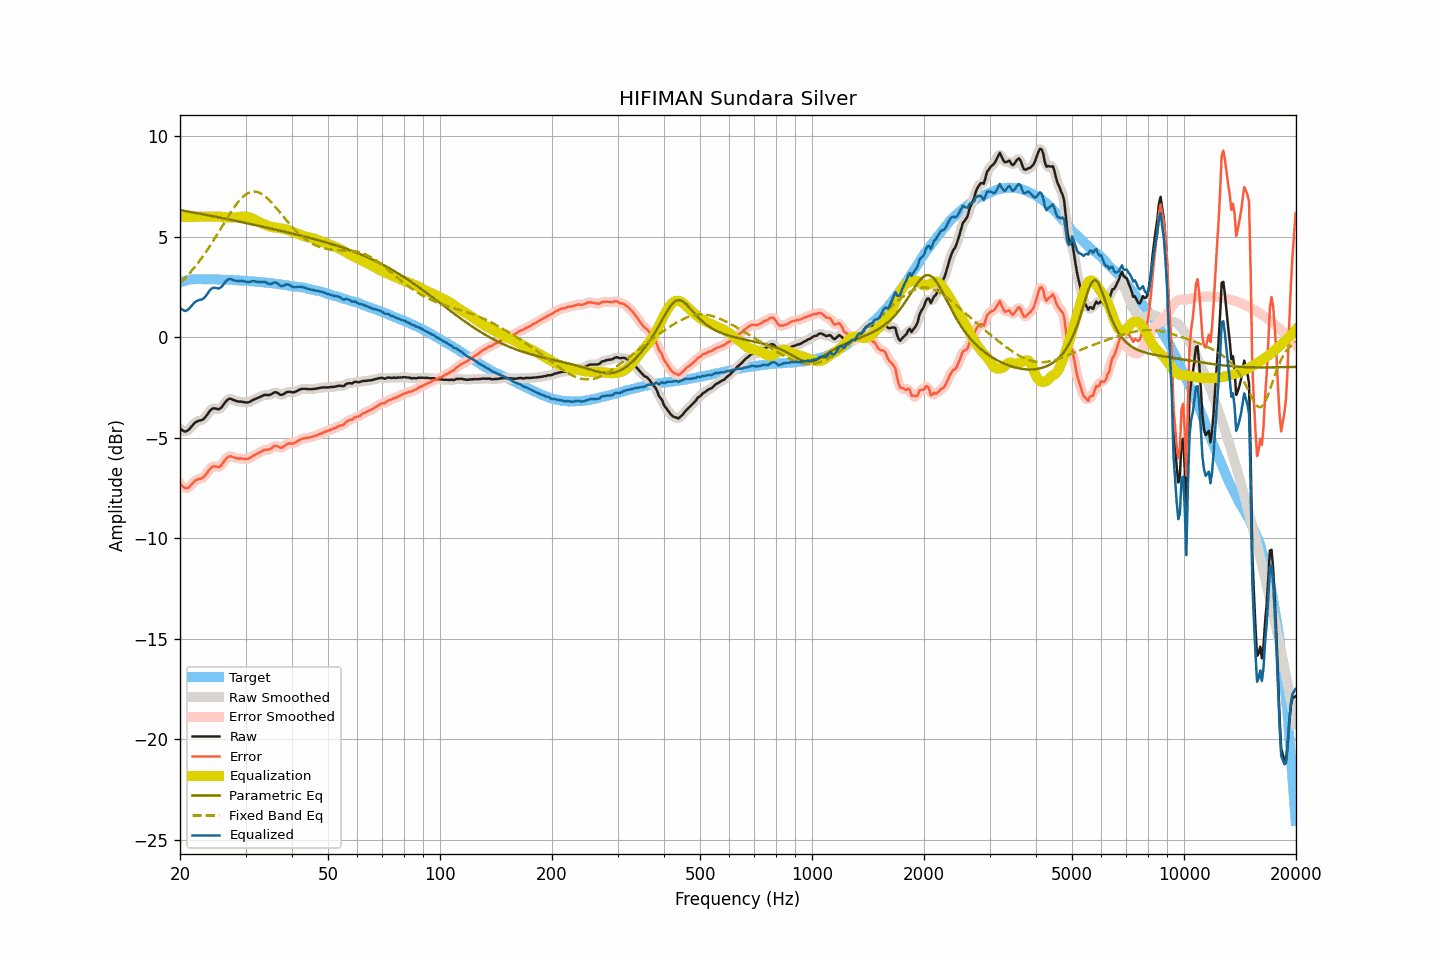 HIFIMAN Sundara Silver
Amplitude (dBr)
10
5
0
−5
−10
−15
−20
−25
Target
Raw Smoothed
Error Smoothed
Raw
Error
Equalization
Parametric Eq
Fixed Band Eq
Equalized
20 50 100 200 500 1000 2000 5000 10000 20000
Frequency (Hz)